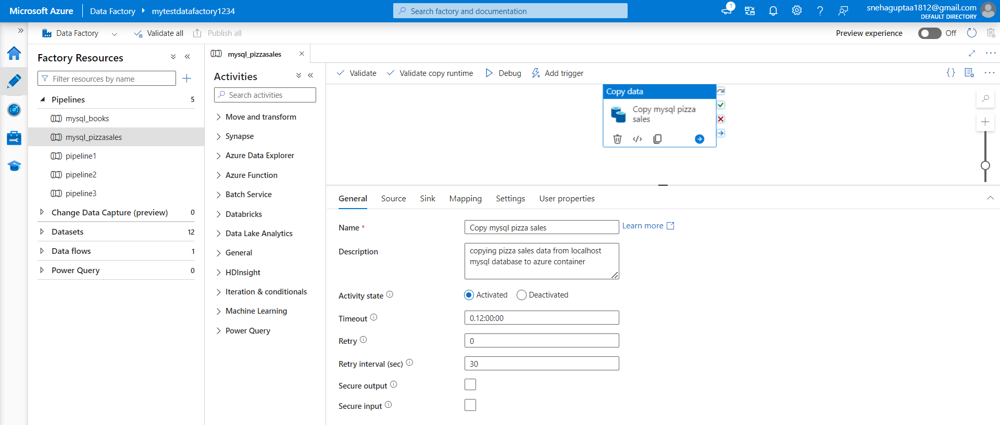 Microsoft Azure
Data Factory
mytestdatafactory1234
Search factory and documentation
1
snehaguptaa1812@gmail.com
DEFAULT DIRECTORY
Data Factory
Validate all
Publish all
Preview experience
Off
Factory Resources
Filter resources by name
Pipelines 5
mysql_books
mysql_pizzasales
pipeline1
pipeline2
pipeline3
Change Data Capture (preview) 0
Datasets 12
Data flows 1
Power Query 0
mysql_pizzasales
Activities
Search activities
Move and transform
Synapse
Azure Data Explorer
Azure Function
Batch Service
Databricks
Data Lake Analytics
General
HDInsight
Iteration & conditionals
Machine Learning
Power Query
Validate
Validate copy runtime
Debug
Add trigger
Copy data
Copy mysql pizza
sales
General
Source
Sink
Mapping
Settings
User properties
Name *
Copy mysql pizza sales
Learn more
Description
copying pizza sales data from localhost
mysql database to azure container
Activity state
Activated
Deactivated
Timeout
0.12:00:00
Retry
0
Retry interval (sec)
30
Secure output
Secure input